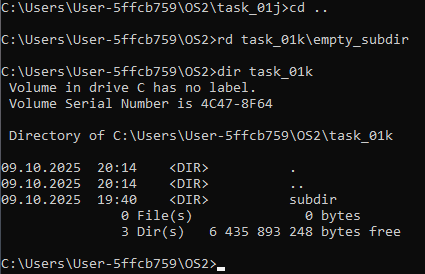 C:\Users\User-5ffcb759\OS2\task_01j>cd ..
C:\Users\User-5ffcb759\OS2>rd task_01k\empty_subdir
C:\Users\User-5ffcb759\OS2>dir task_01k
Volume in drive C has no label.
Volume Serial Number is 4C47-8F64
Directory of C:\Users\User-5ffcb759\OS2\task_01k
09.10.2025  20:14    <DIR>          .
09.10.2025  20:14    <DIR>          ..
09.10.2025  19:40    <DIR>          subdir
0 File(s)              0 bytes
3 Dir(s)   6 435 893 248 bytes free
C:\Users\User-5ffcb759\OS2>